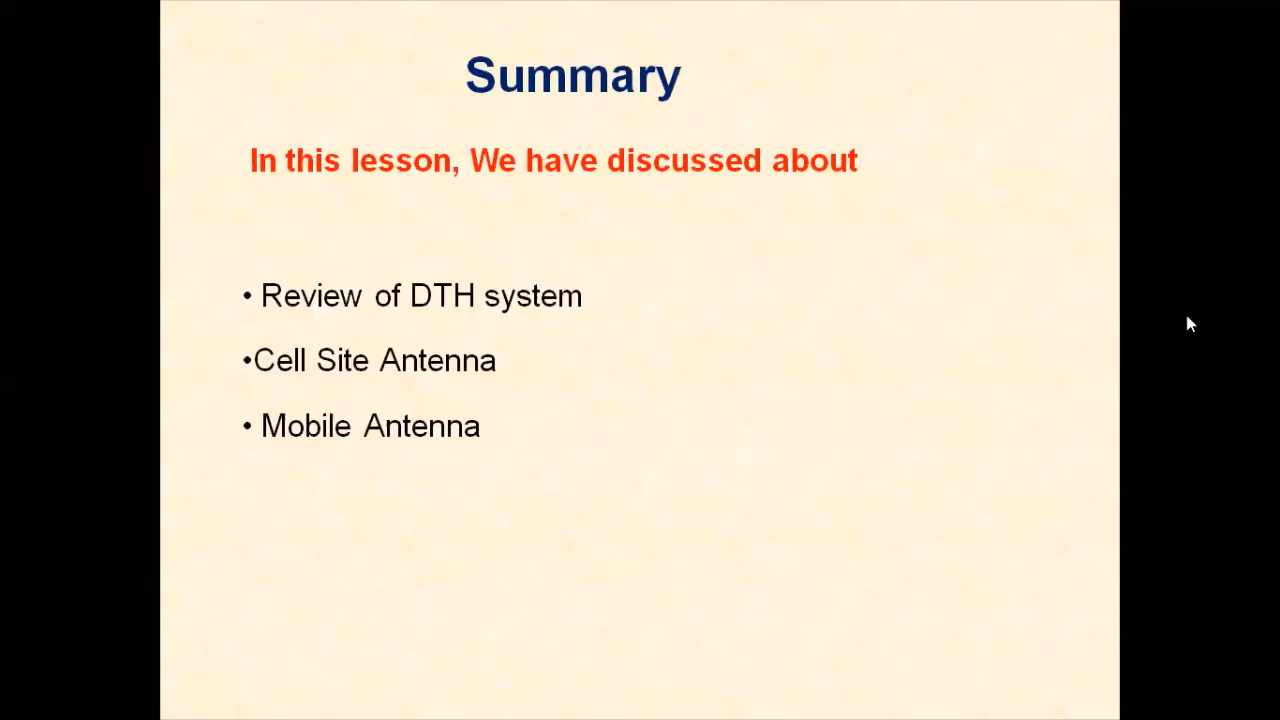 Summary
In this lesson, We have discussed about
• Review of DTH system
•Cell Site Antenna
• Mobile Antenna